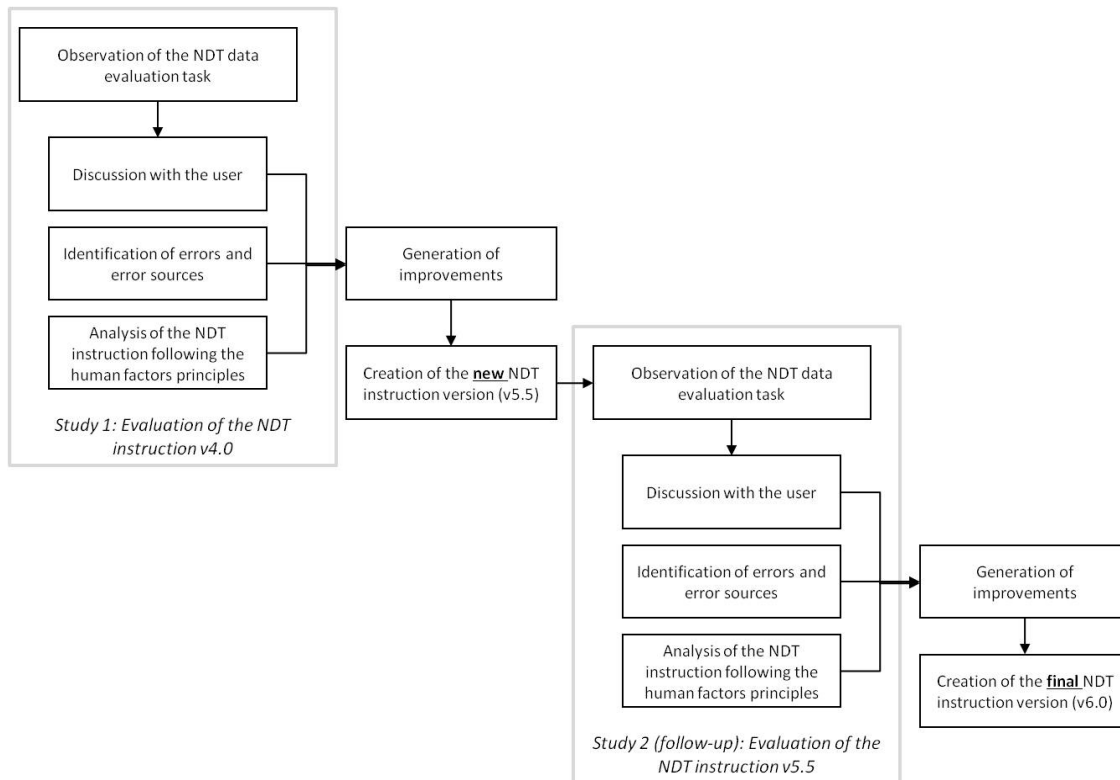 Observation of the NDT data
evaluation task
Discussion with the user
Identification of errors and
error sources
Analysis of the NDT
instruction following the
human factors principles
Study 1: Evaluation of the NDT
instruction v4.0
Generation of
improvements
Creation of the new NDT
instruction version (v5.5)
Observation of the NDT data
evaluation task
Discussion with the user
Identification of errors and
error sources
Analysis of the NDT
instruction following the
human factors principles
Study 2 (follow-up): Evaluation of the
NDT instruction v5.5
Generation of
improvements
Creation of the final NDT
instruction version (v6.0)